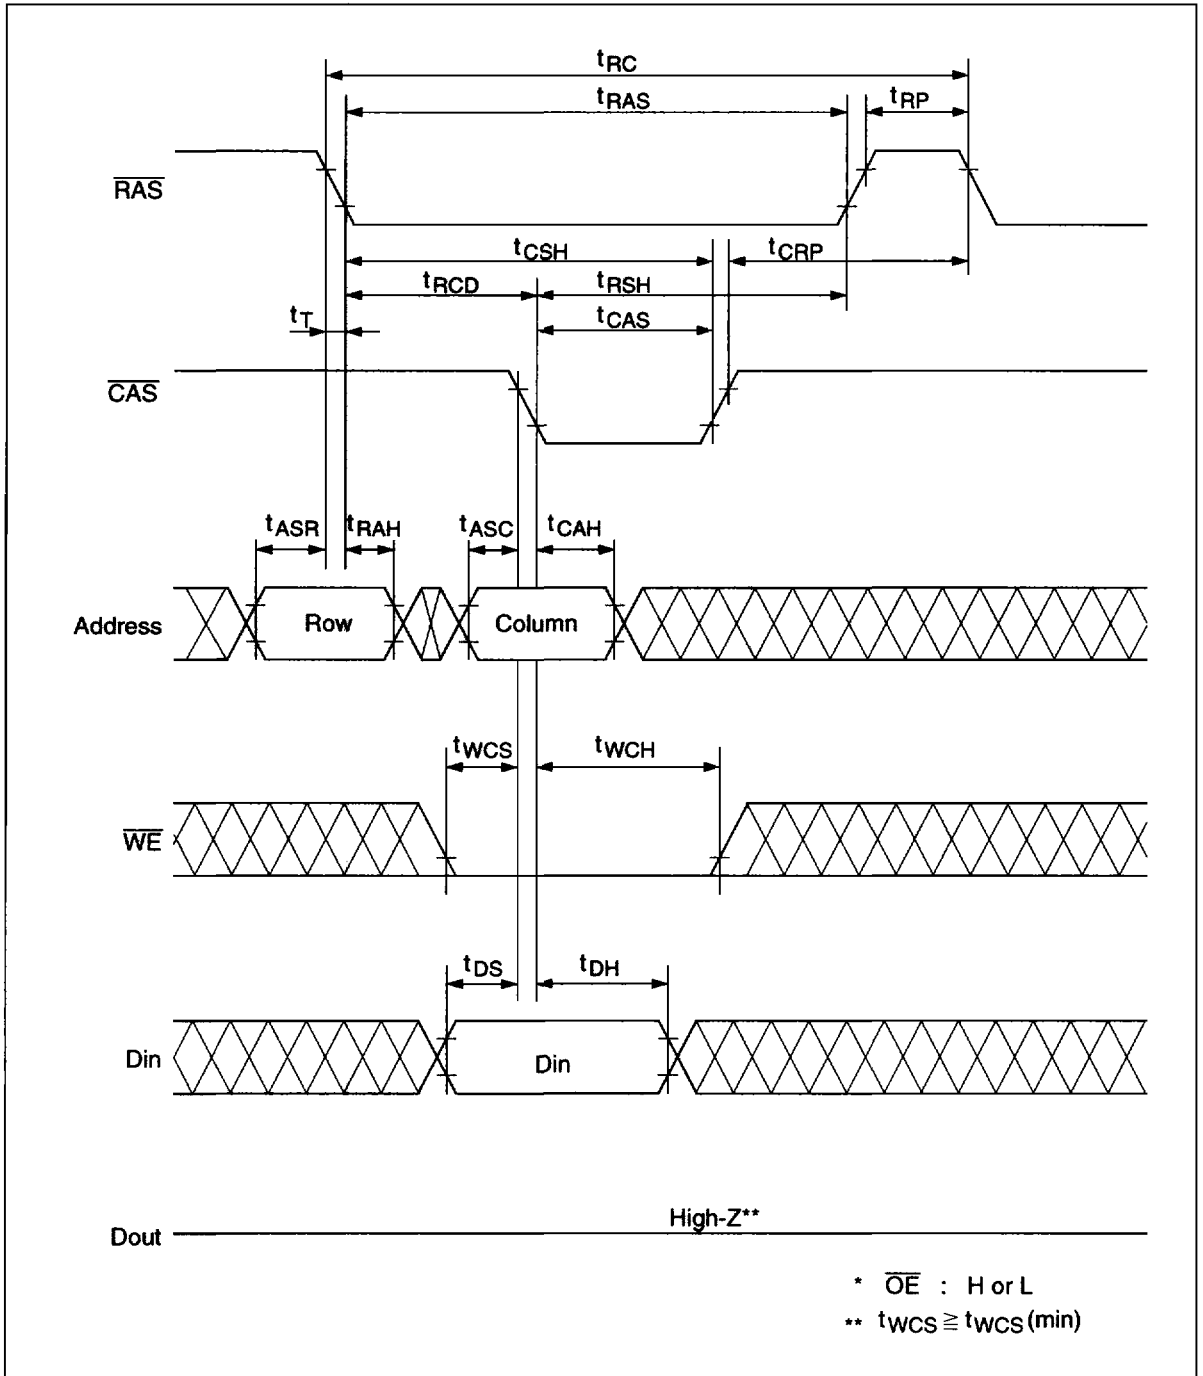 tRC
tRAS
tRP
RAS
tCSH
tCRP
tRCD
tRSH
tT
tCAS
CAS
tASR
tRAH
tASC
tCAH
Address
Row
Column
tWCS
tWCH
WE
tDS
tDH
Din
Din
High-Z**
Dout
* OE : H or L
** tWCS ≧ tWCS (min)